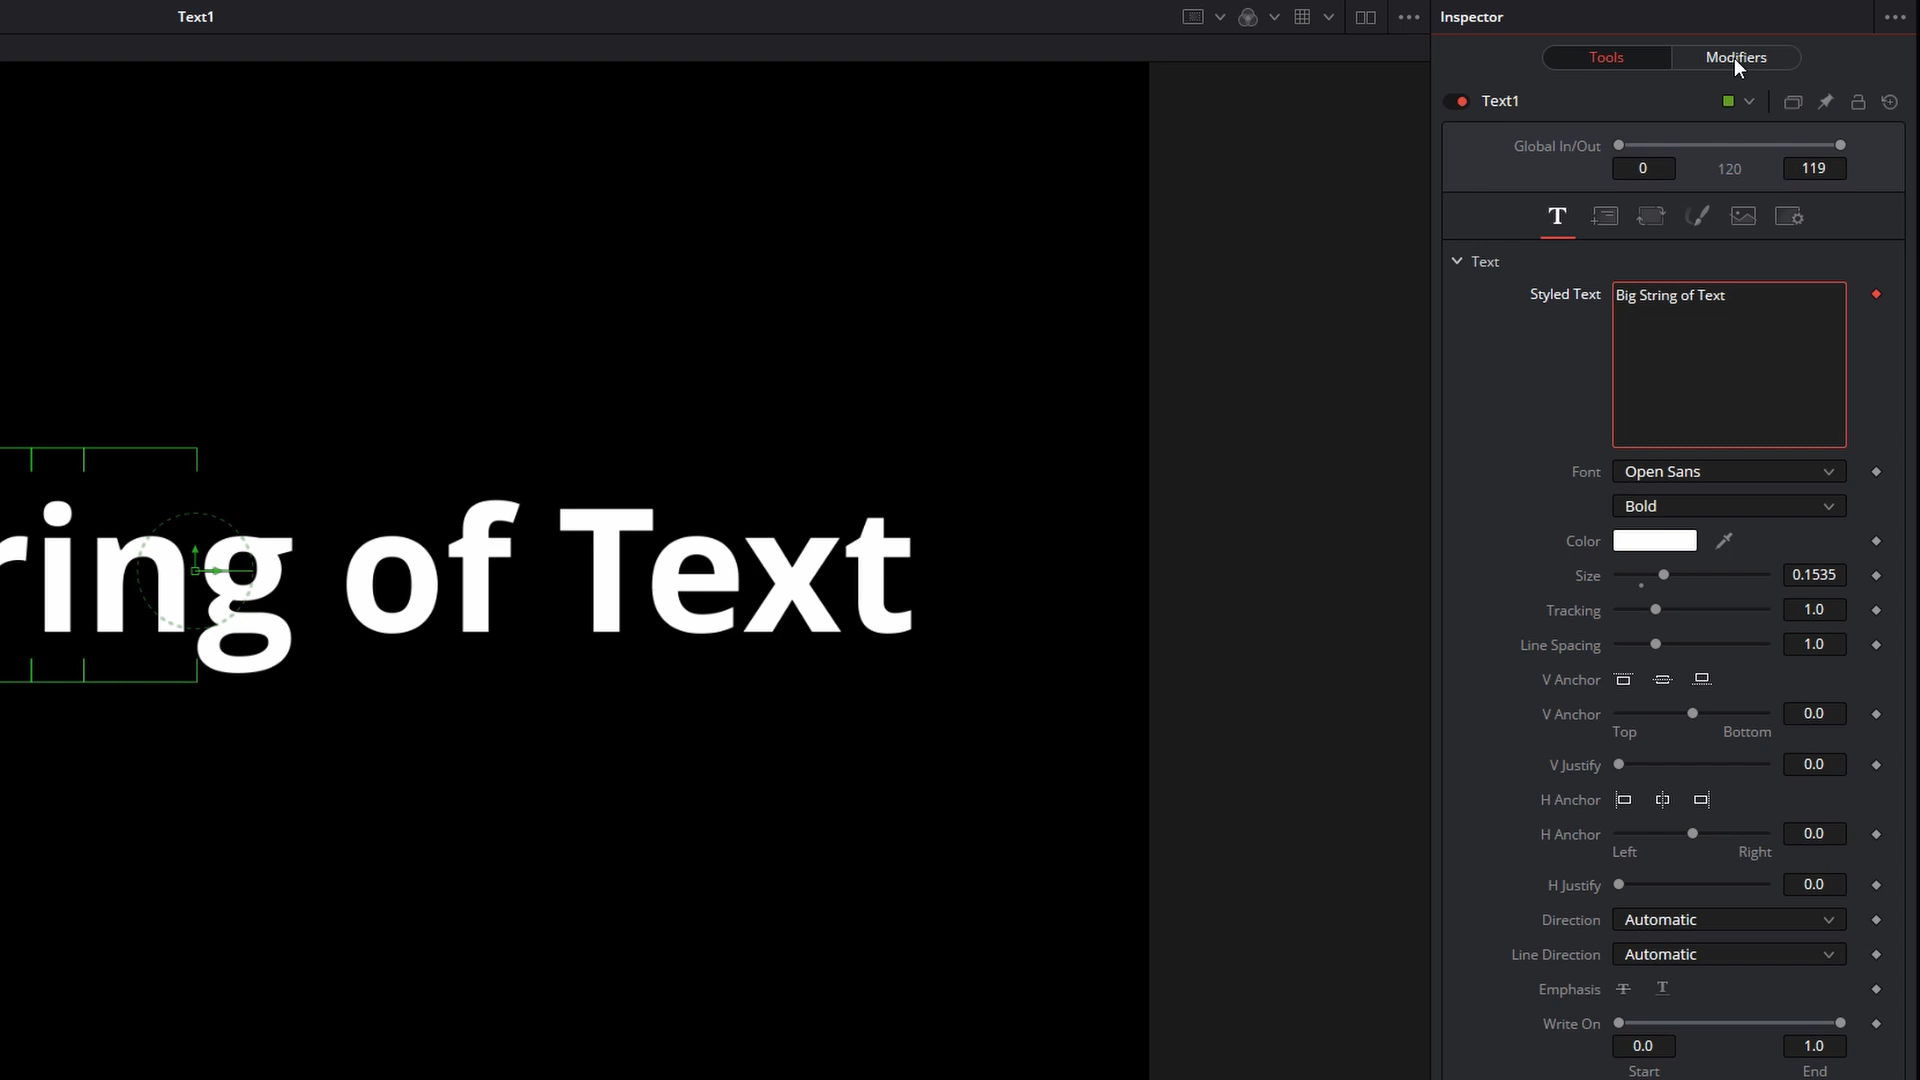 Text1
Inspector
Tools
Modifiers
Text1
Global In/Out
0
120
119
T
Text
Styled Text
Big String of Text
Font
Open Sans
Bold
Color
Size
0.1535
Tracking
1.0
Line Spacing
1.0
V Anchor
V Anchor
0.0
Top
Bottom
V Justify
0.0
H Anchor
H Anchor
0.0
Left
Right
H Justify
0.0
Direction
Automatic
Line Direction
Automatic
Emphasis
T
T
Write On
0.0
1.0
Start
End
ring of Text